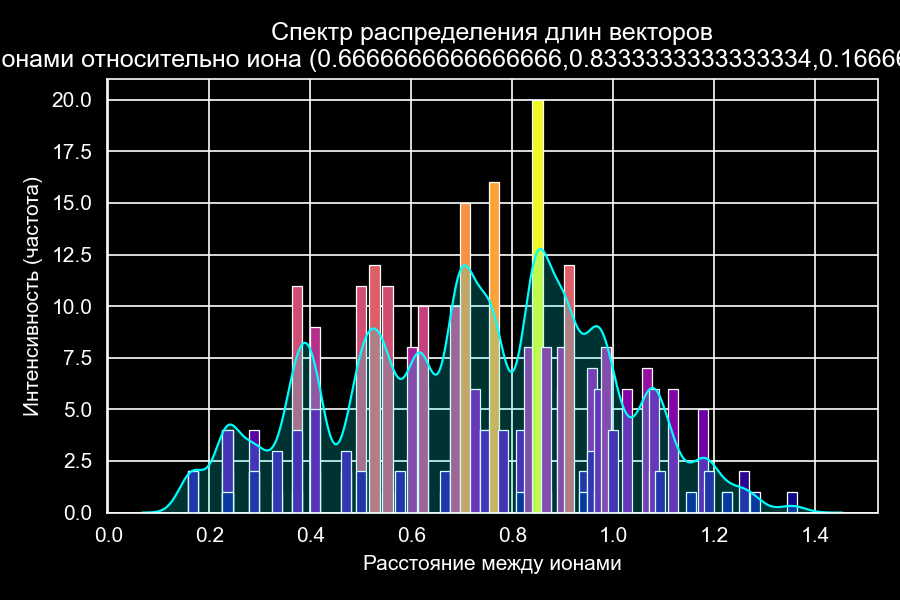 Спектр распределения длин векторов
онами относительно иона (0.6666666666666666,0.8333333333333334,0.1666
Интенсивность (частота)
20.0
17.5
15.0
12.5
10.0
7.5
5.0
2.5
0.0
0.0 0.2 0.4 0.6 0.8 1.0 1.2 1.4
Расстояние между ионами